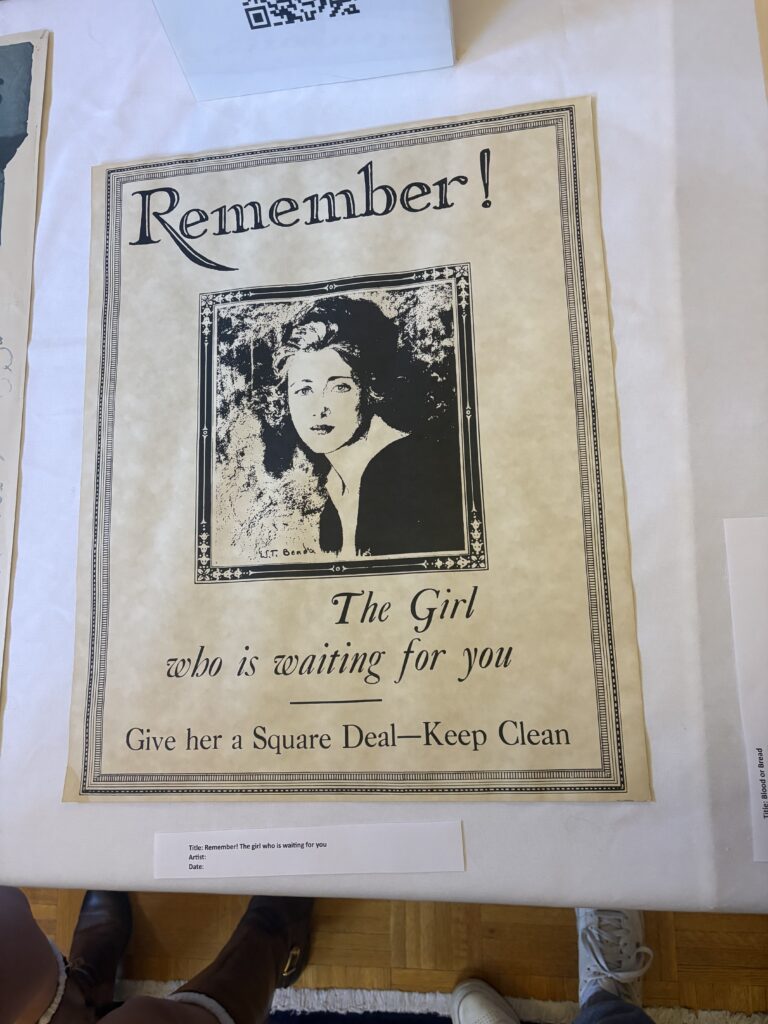 Remember!
W.T. Benda
The Girl
who is waiting for you
Give her a Square Deal—Keep Clean
Title: Remember! The girl who is waiting for you
Artist:
Date:
Title: Blood or Bread